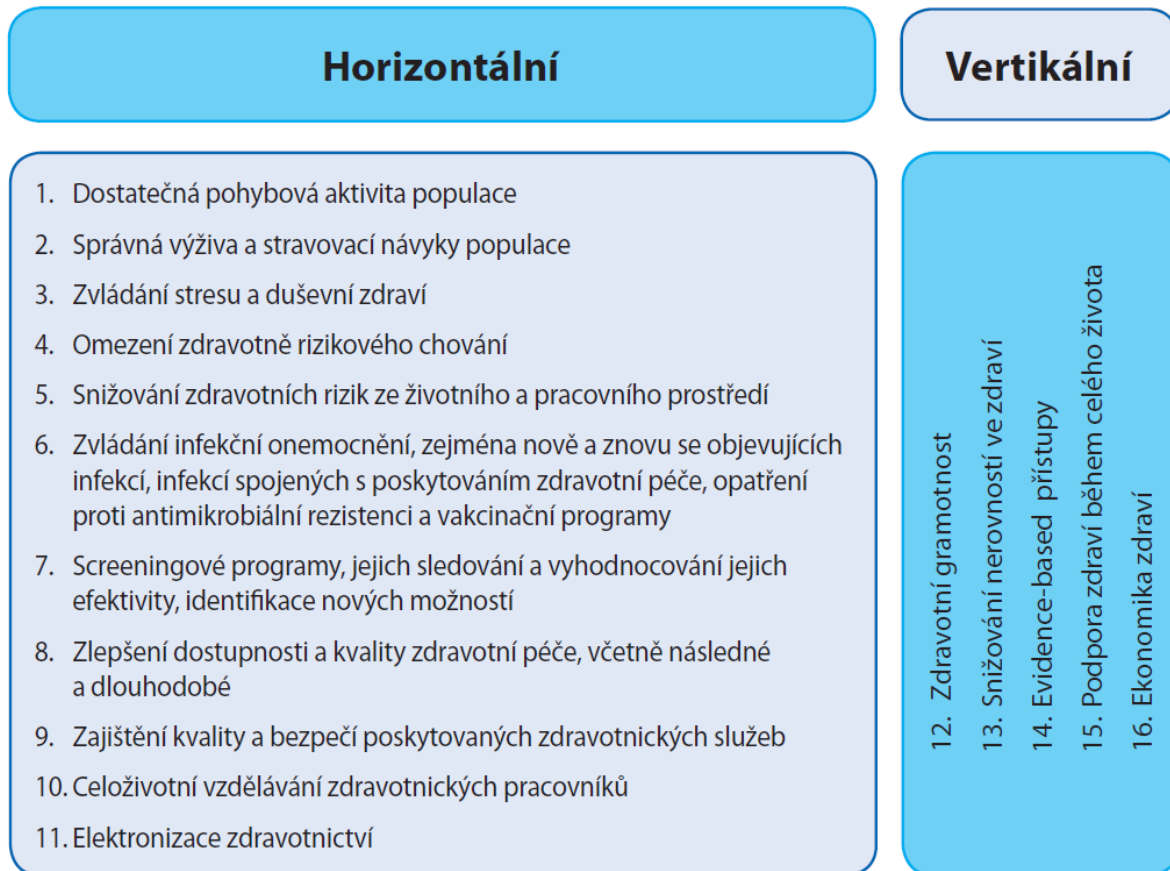 Horizontální
Vertikální
1. Dostatečná pohybová aktivita populace
2. Správná výživa a stravovací návyky populace
3. Zvládání stresu a duševní zdraví
4. Omezení zdravotně rizikového chování
5. Snižování zdravotních rizik ze životního a pracovního prostředí
6. Zvládání infekční onemocnění, zejména nově a znovu se objevujících
infekcí, infekcí spojených s poskytováním zdravotní péče, opatření
proti antimikrobiální rezistenci a vakcinační programy
7. Screeningové programy, jejich sledování a vyhodnocování jejich
efektivity, identifikace nových možností
8. Zlepšení dostupnosti a kvality zdravotní péče, včetně následné
a dlouhodobé
9. Zajištění kvality a bezpečí poskytovaných zdravotnických služeb
10. Celoživotní vzdělávání zdravotnických pracovníků
11. Elektronizace zdravotnictví
12. Zdravotní gramotnost
13. Snižování nerovností ve zdraví
14. Evidence-based přístupy
15. Podpora zdraví během celého života
16. Ekonomika zdraví